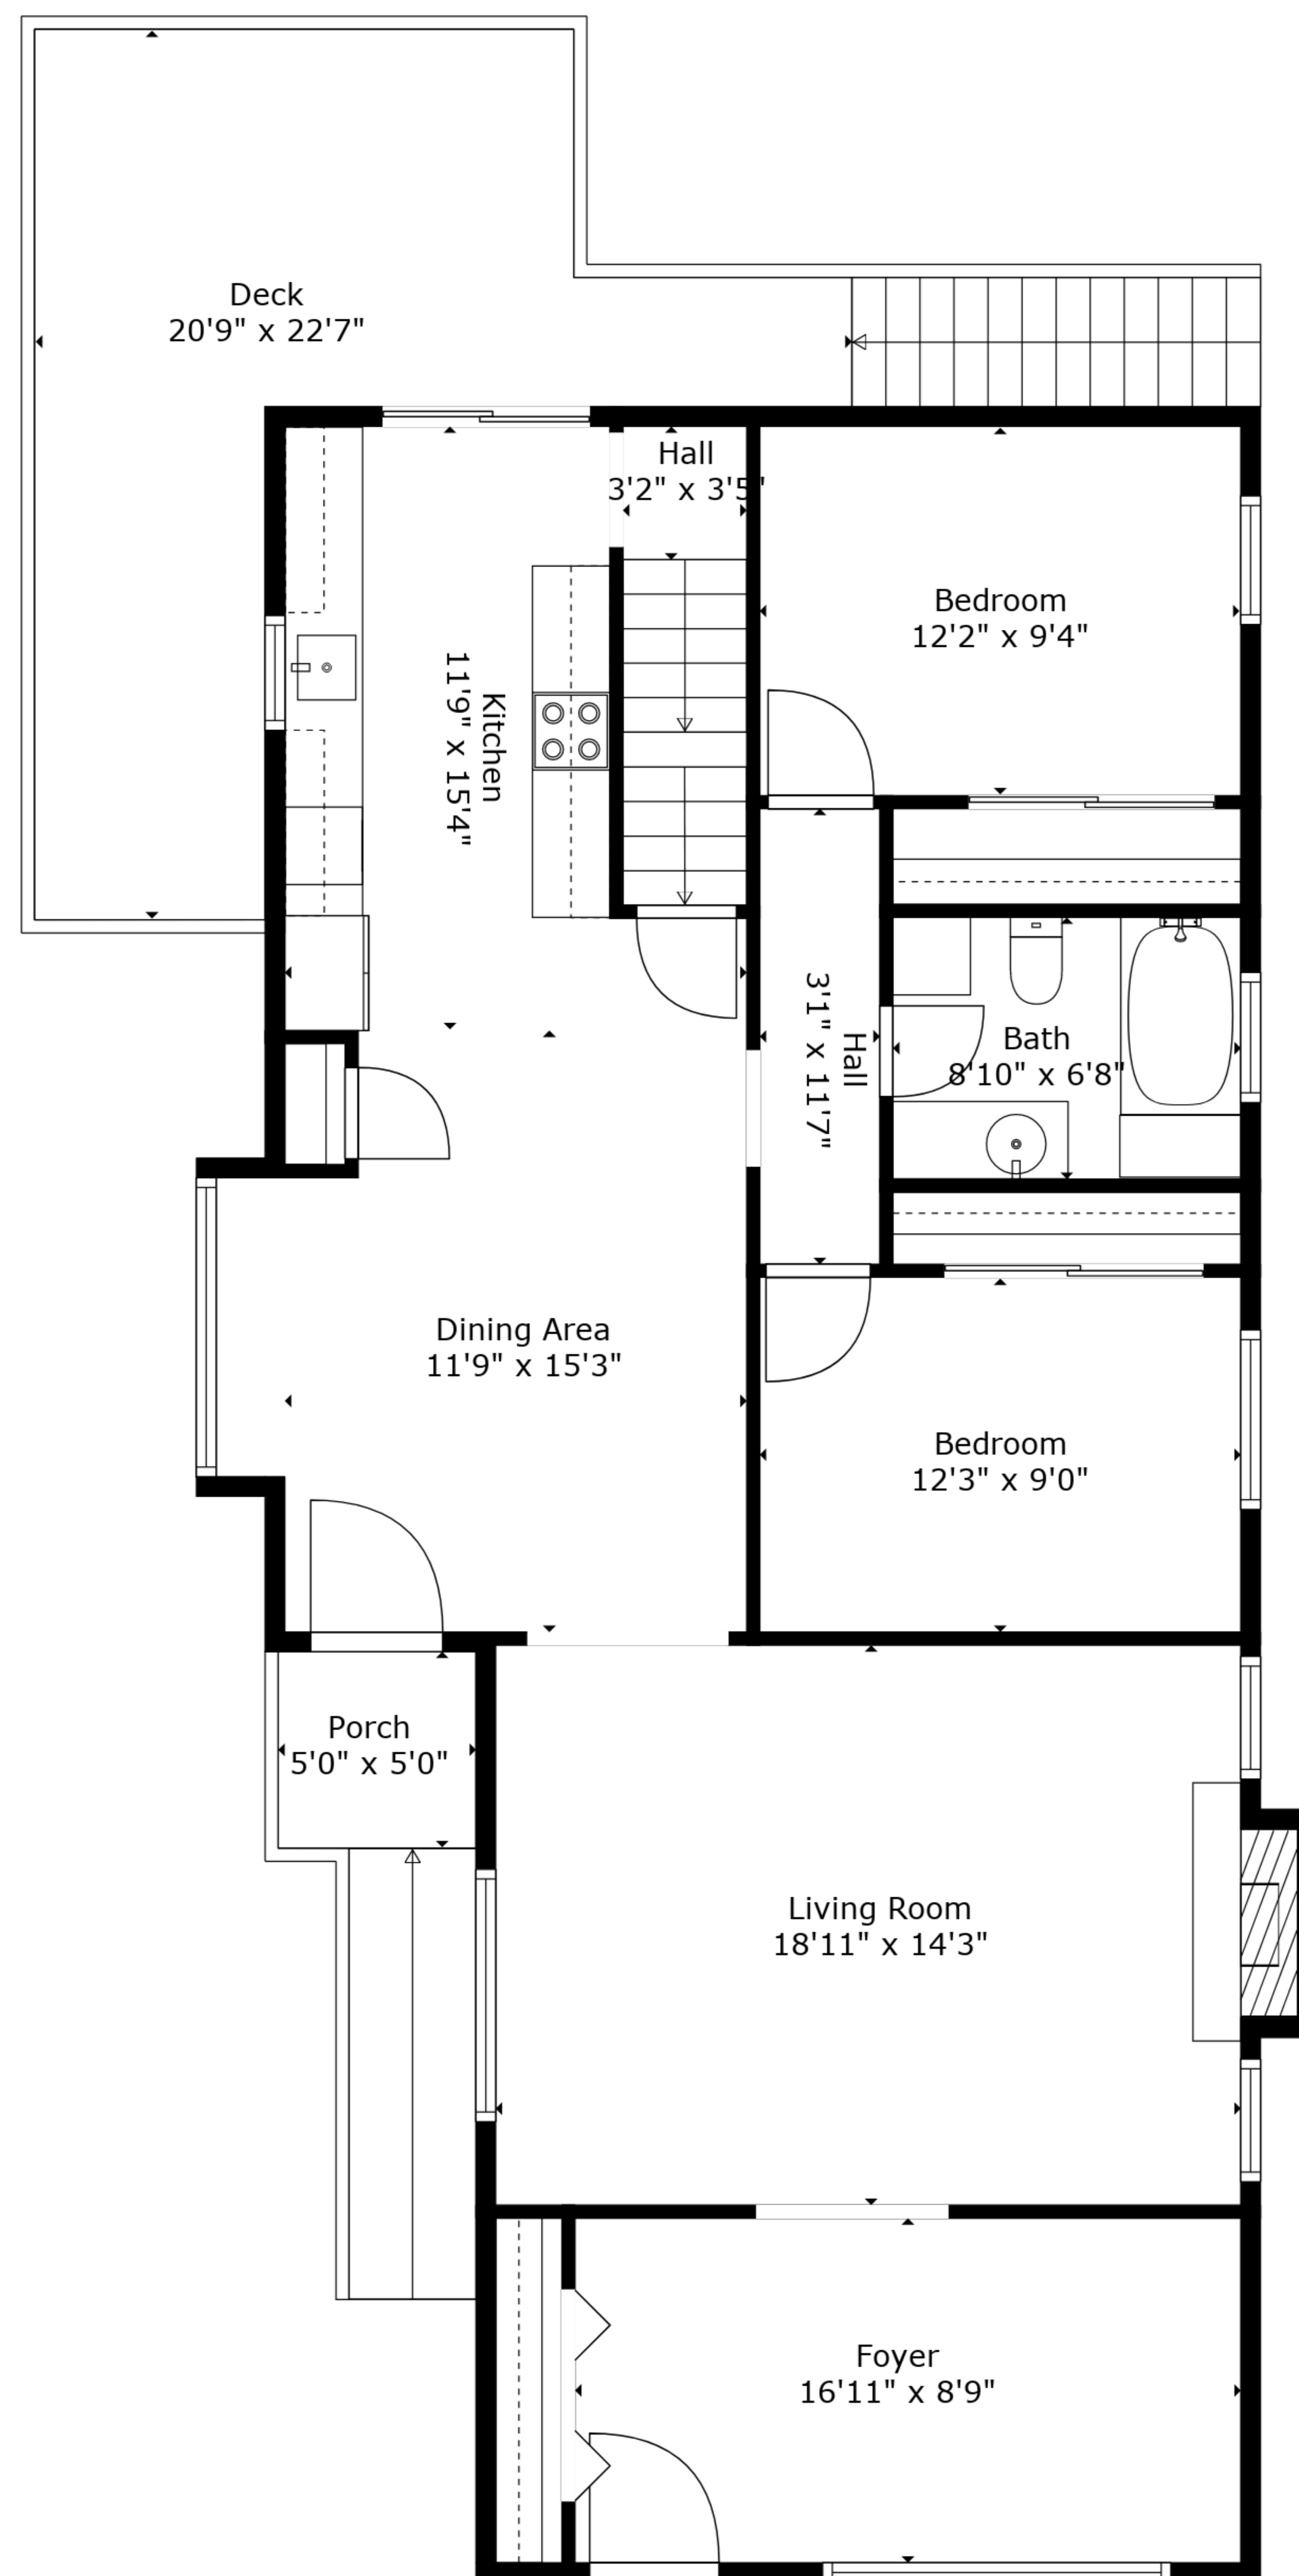 Deck
20'9" x 22'7"
Hall
3'2" x 3'5"
Bedroom
12'2" x 9'4"
Kitchen
11'9" x 15'4"
Hall
3'1" x 11'7"
Bath
8'10" x 6'8"
Dining Area
11'9" x 15'3"
Bedroom
12'3" x 9'0"
Porch
5'0" x 5'0"
Living Room
18'11" x 14'3"
Foyer
16'11" x 8'9"